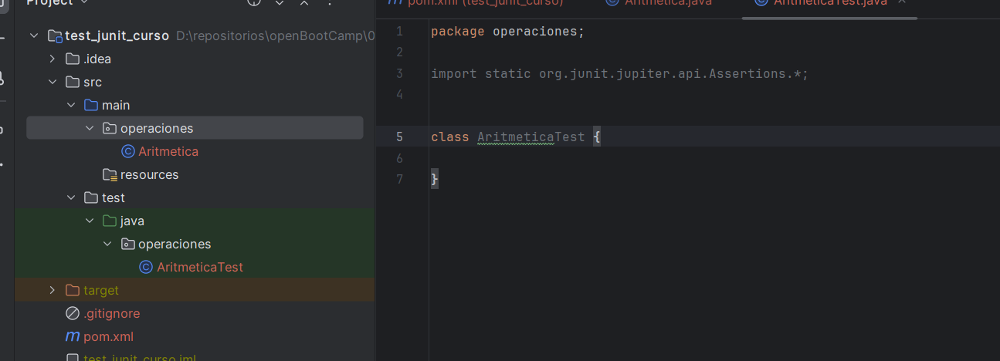 Project
pom.xml (test_junit_curso)
Aritmetica.java
AritmeticaTest.java
test_junit_curso D:\repositorios\openBootCamp\0
.idea
src
main
operaciones
Aritmetica
resources
test
java
operaciones
AritmeticaTest
target
.gitignore
pom.xml
test_junit_curso.iml
1 package operaciones;
2
3 import static org.junit.jupiter.api.Assertions.*;
4
5 class AritmeticaTest {
6
7 }